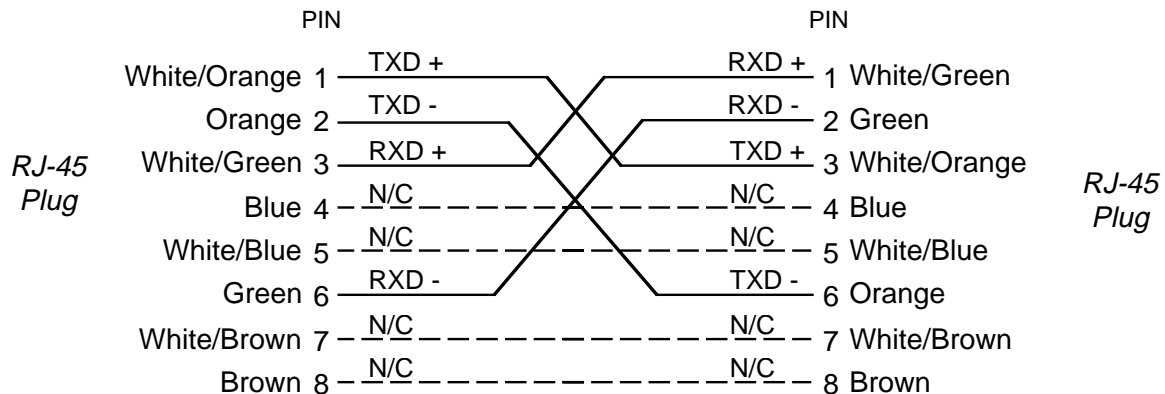 PIN PIN
White/Orange 1 TXD + RXD + 1 White/Green
Orange 2 TXD - RXD - 2 Green
White/Green 3 RXD + TXD + 3 White/Orange
RJ-45
Plug
Blue 4 N/C N/C 4 Blue
RJ-45
Plug
White/Blue 5 N/C N/C 5 White/Blue
Green 6 RXD - TXD - 6 Orange
White/Brown 7 N/C N/C 7 White/Brown
Brown 8 N/C N/C 8 Brown